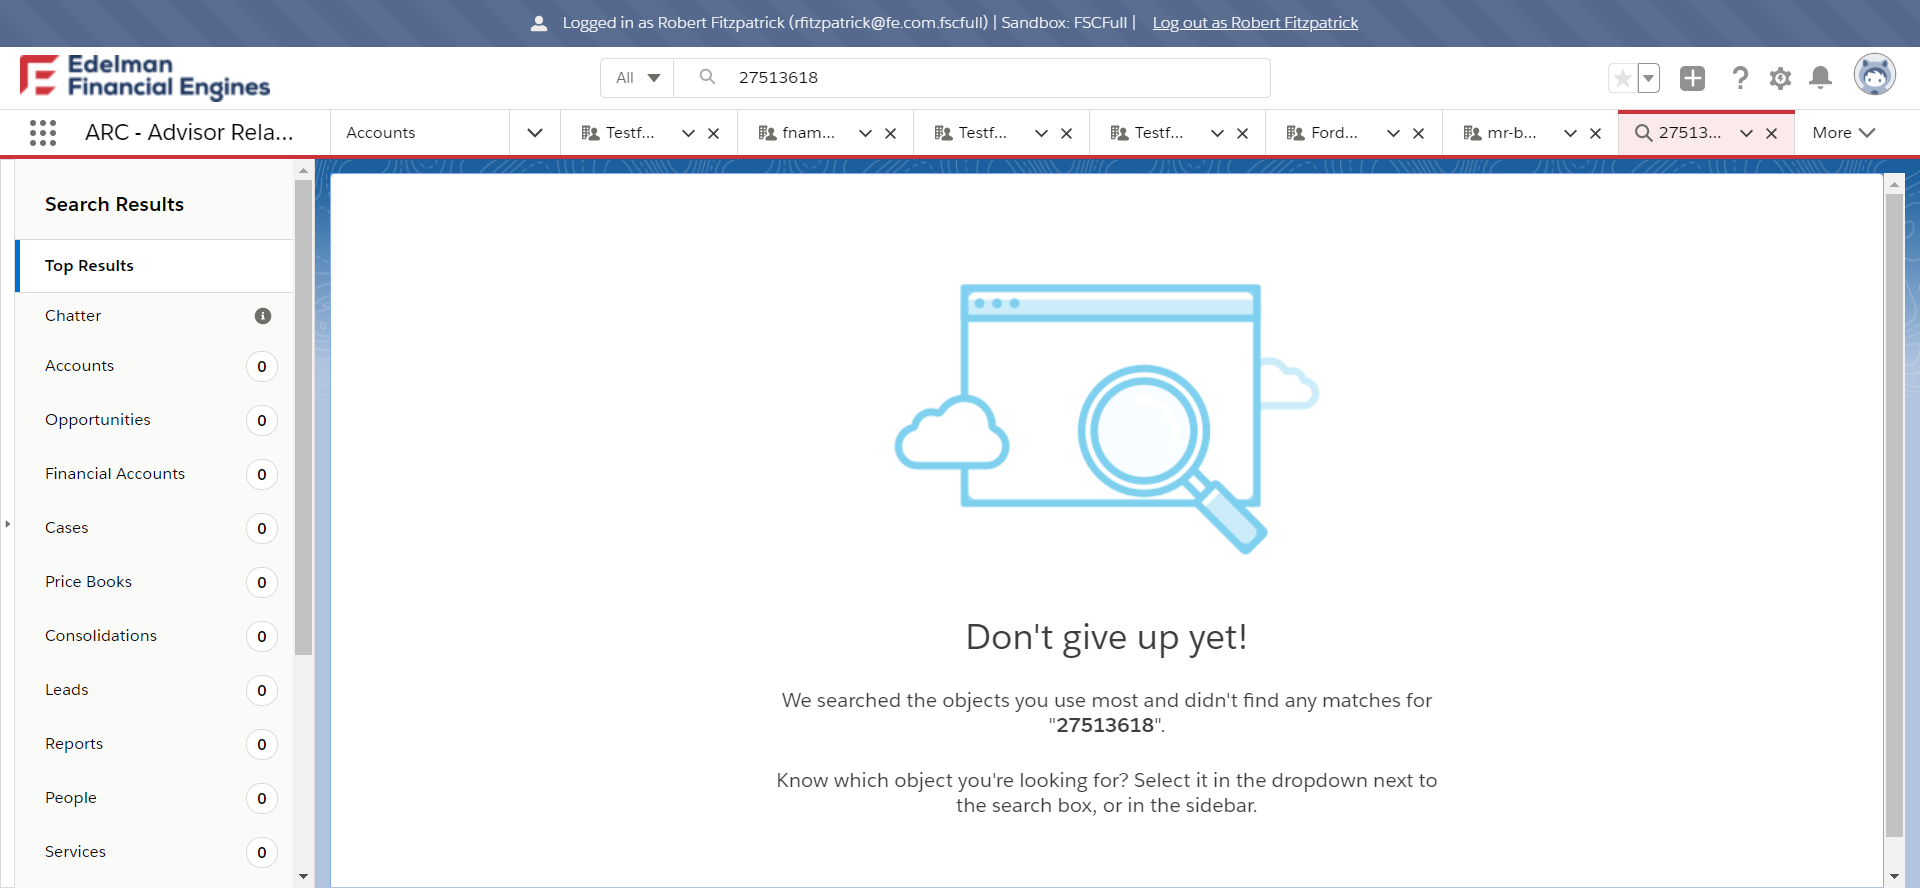 Logged in as Robert Fitzpatrick (rfitzpatrick@fe.com.fscfull) | Sandbox: FSCFull | Log out as Robert Fitzpatrick
Edelman
Financial Engines
All
27513618
ARC - Advisor Rela...
Accounts
Testf...
fnam...
Testf...
Testf...
Ford...
mr-b...
27513...
More
Search Results
Top Results
Chatter
Accounts 0
Opportunities 0
Financial Accounts 0
Cases 0
Price Books 0
Consolidations 0
Leads 0
Reports 0
People 0
Services 0
Don't give up yet!
We searched the objects you use most and didn't find any matches for
"27513618".
Know which object you're looking for? Select it in the dropdown next to
the search box, or in the sidebar.